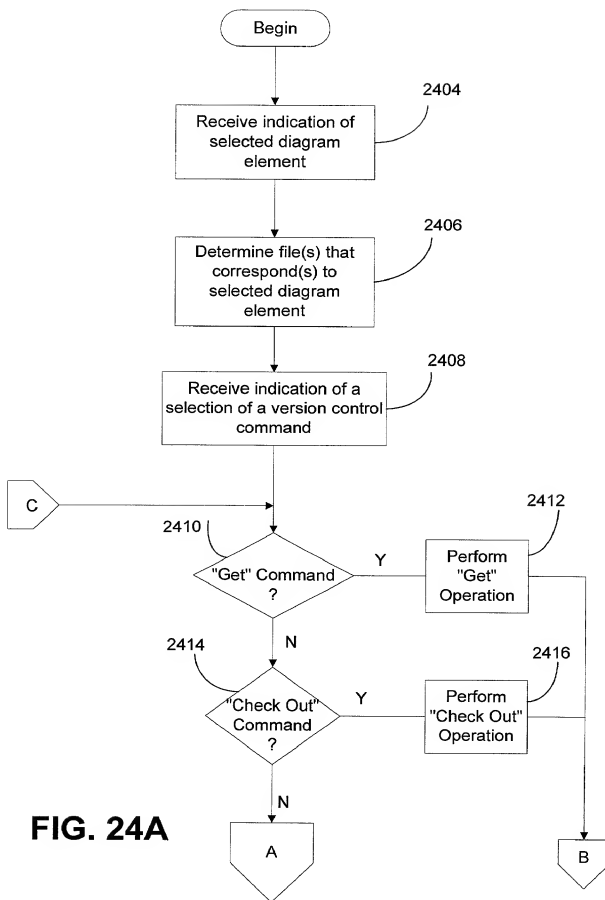 Begin
2404
Receive indication of
selected diagram
element
2406
Determine file(s) that
correspond(s) to
selected diagram
element
2408
Receive indication of a
selection of a version control
command
C
2410
"Get" Command
?
Y
2412
Perform
"Get"
Operation
N
2414
"Check Out"
Command
?
Y
2416
Perform
"Check Out"
Operation
N
FIG. 24A
A
B